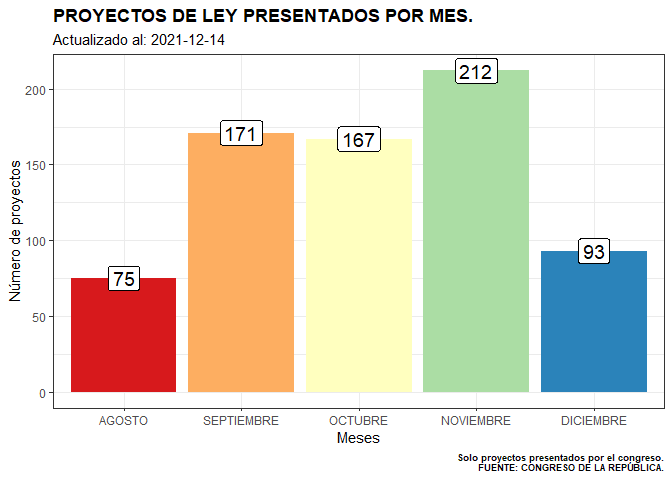 PROYECTOS DE LEY PRESENTADOS POR MES.
Actualizado al: 2021-12-14
Número de proyectos
200
150
100
50
0
75
171
167
212
93
AGOSTO SEPTIEMBRE OCTUBRE NOVIEMBRE DICIEMBRE
Meses
Solo proyectos presentados por el congreso.
FUENTE: CONGRESO DE LA REPÚBLICA.